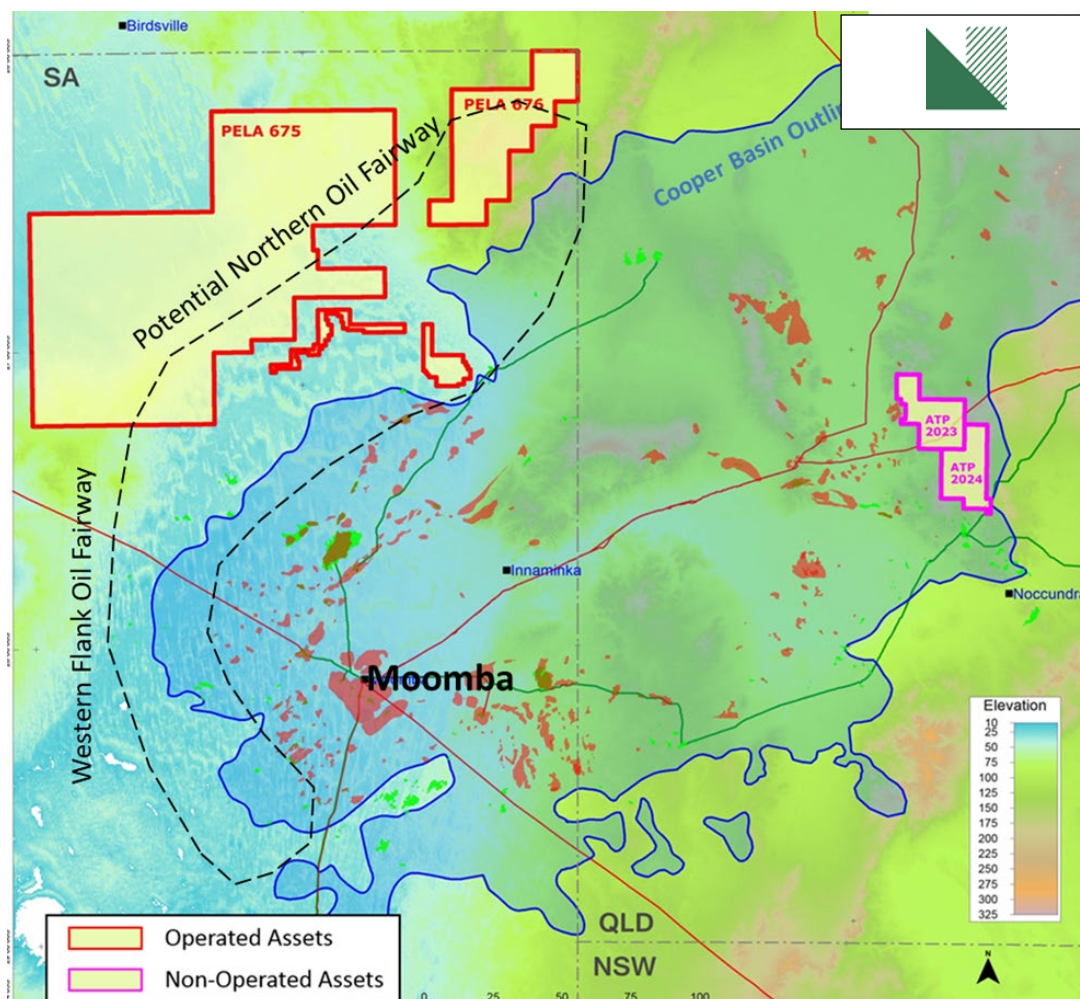 Birdsville
SA
PELA 675
PELA 676
Potential Northern Oil Fairway
Cooper Basin
ATP
2023
ATP
2024
Western Flank Oil Fairway
Innaminka
Moomba
Elevation
10
25
50
75
100
125
150
175
200
225
250
275
300
325
QLD
NSW
Operated Assets
Non-Operated Assets
N
0 25 50 75 100